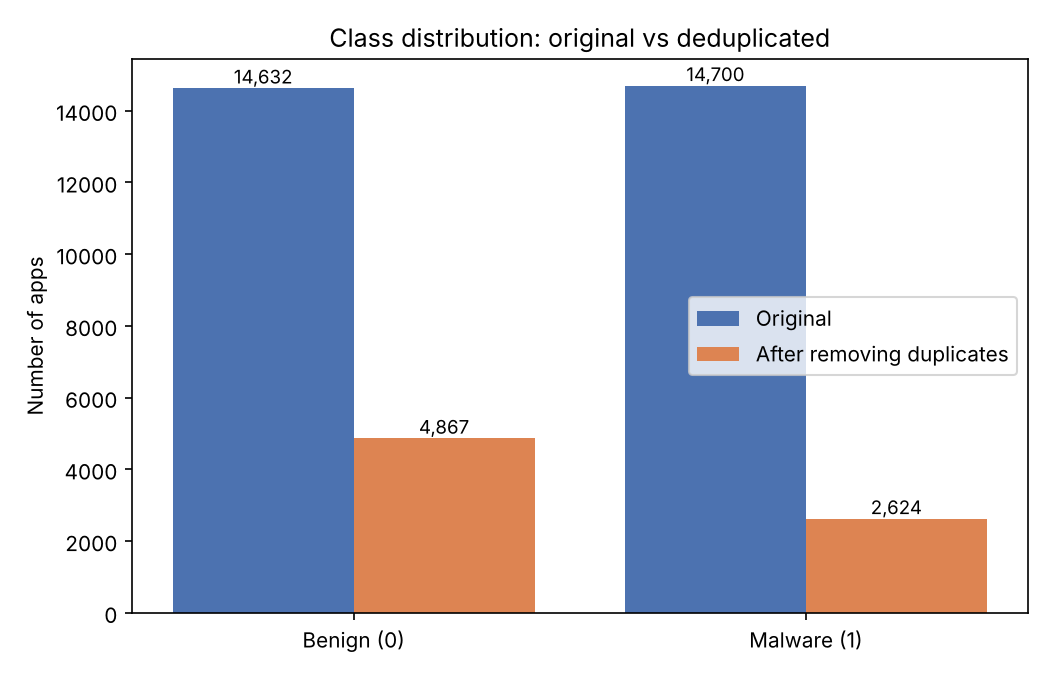 Class distribution: original vs deduplicated
14,632
14,700
14000
12000
10000
8000
6000
4000
2000
0
Number of apps
4,867
2,624
Original
After removing duplicates
Benign (0)
Malware (1)